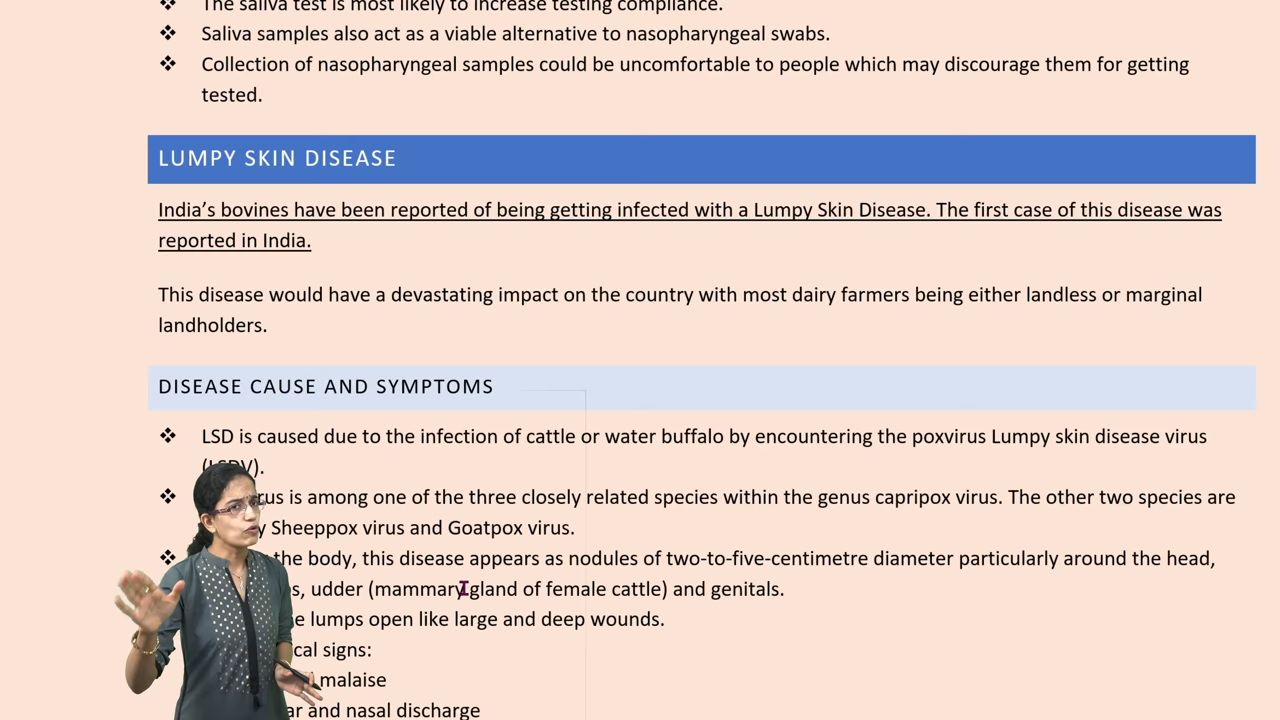 ❖ The saliva test is most likely to increase testing compliance.
❖ Saliva samples also act as a viable alternative to nasopharyngeal swabs.
❖ Collection of nasopharyngeal samples could be uncomfortable to people which may discourage them for getting
tested.
LUMPY SKIN DISEASE
India’s bovines have been reported of being getting infected with a Lumpy Skin Disease. The first case of this disease was
reported in India.
This disease would have a devastating impact on the country with most dairy farmers being either landless or marginal
landholders.
DISEASE CAUSE AND SYMPTOMS
❖ LSD is caused due to the infection of cattle or water buffalo by encountering the poxvirus Lumpy skin disease virus
(LSDV).
❖ is among one of the three closely related species within the genus capripox virus. The other two species are
Sheeppox virus and Goatpox virus.
❖ the body, this disease appears as nodules of two-to-five-centimetre diameter particularly around the head,
udder (mammary gland of female cattle) and genitals.
lumps open like large and deep wounds.
signs:
malaise
and nasal discharge